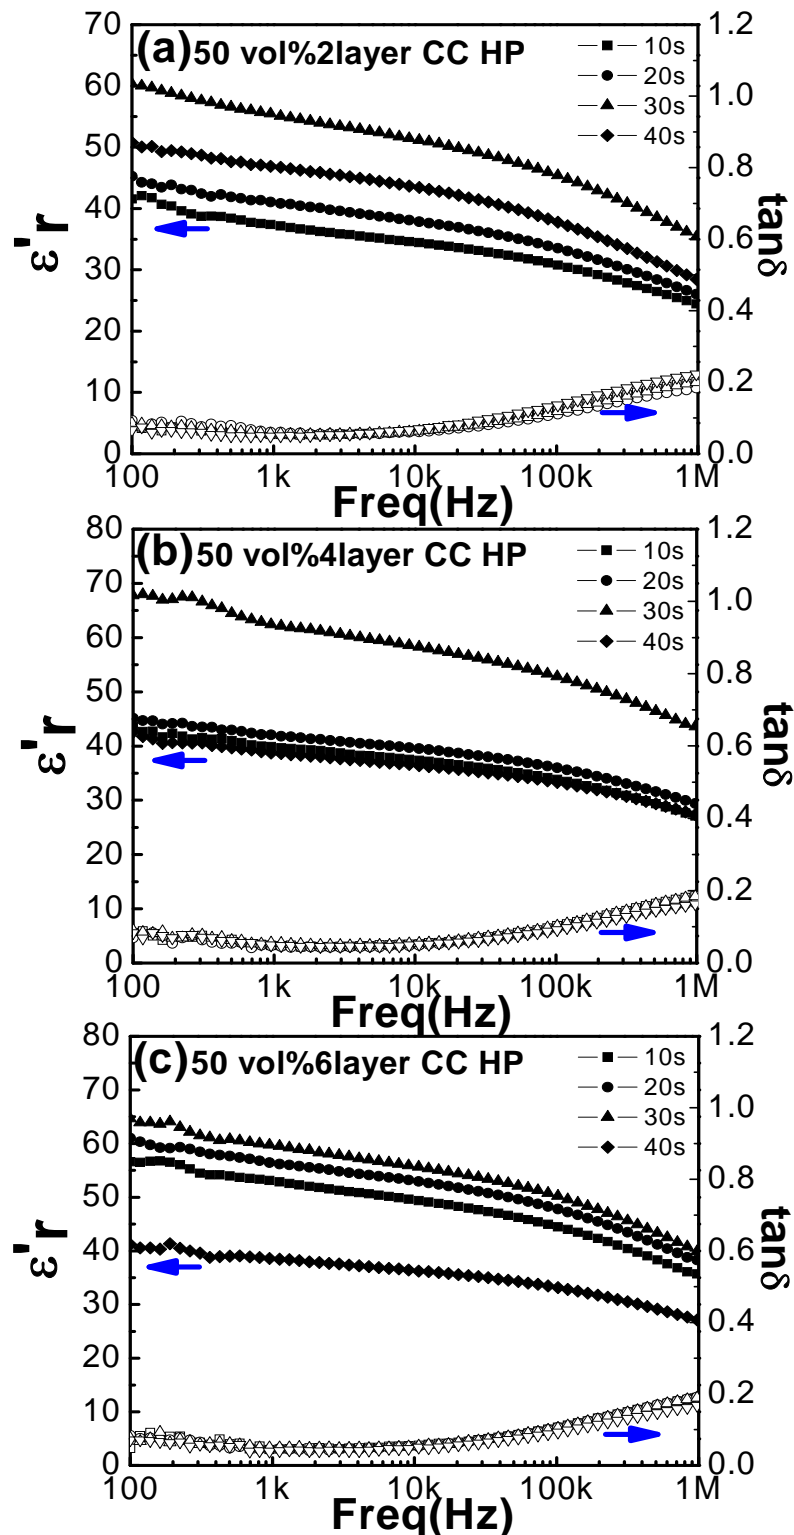 (a) 50 vol%2layer CC HP
10s
20s
30s
40s
70
60
50
40
30
20
10
0
ε'r
1.2
1.0
0.8
0.6
0.4
0.2
0.0
tanδ
100 1k 10k 100k 1M
Freq(Hz)
(b) 50 vol%4layer CC HP
10s
20s
30s
40s
80
70
60
50
40
30
20
10
0
ε'r
1.2
1.0
0.8
0.6
0.4
0.2
0.0
tanδ
100 1k 10k 100k 1M
Freq(Hz)
(c) 50 vol%6layer CC HP
10s
20s
30s
40s
80
70
60
50
40
30
20
10
0
ε'r
1.2
1.0
0.8
0.6
0.4
0.2
0.0
tanδ
100 1k 10k 100k 1M
Freq(Hz)